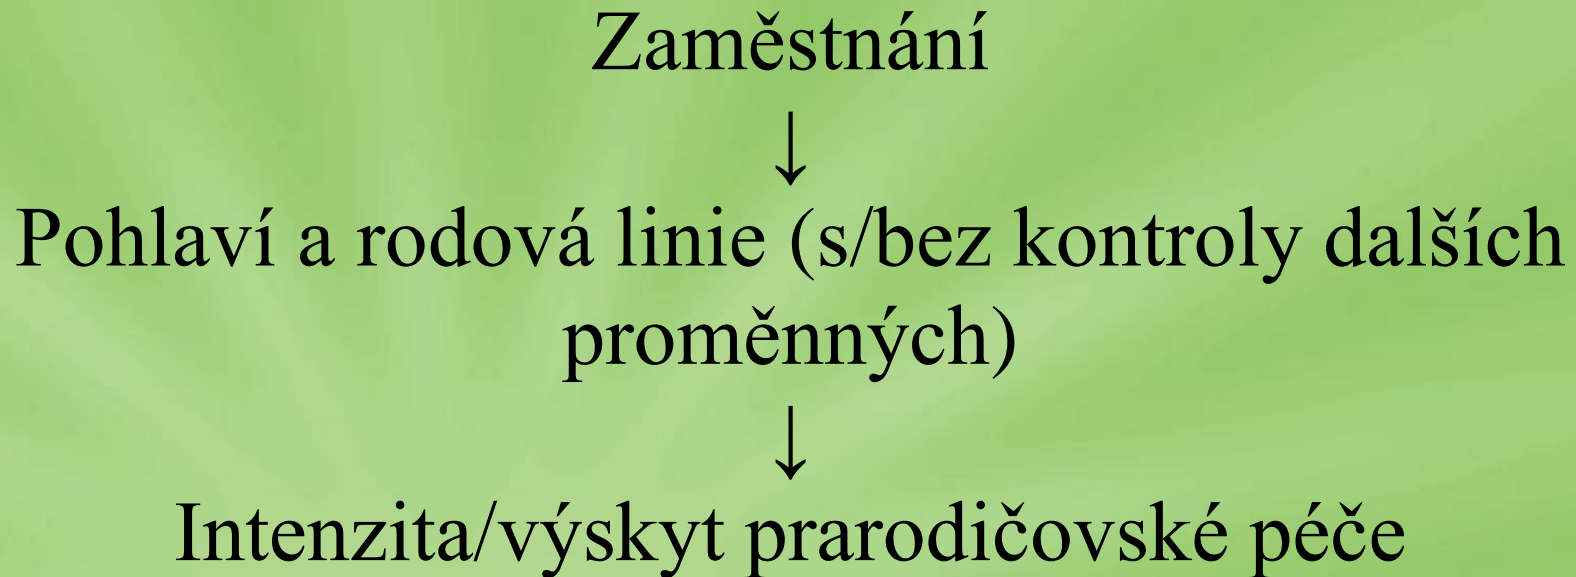 Zaměstnání
↓
Pohlaví a rodová linie (s/bez kontroly dalších
proměnných)
↓
Intenzita/výskyt prarodičovské péče